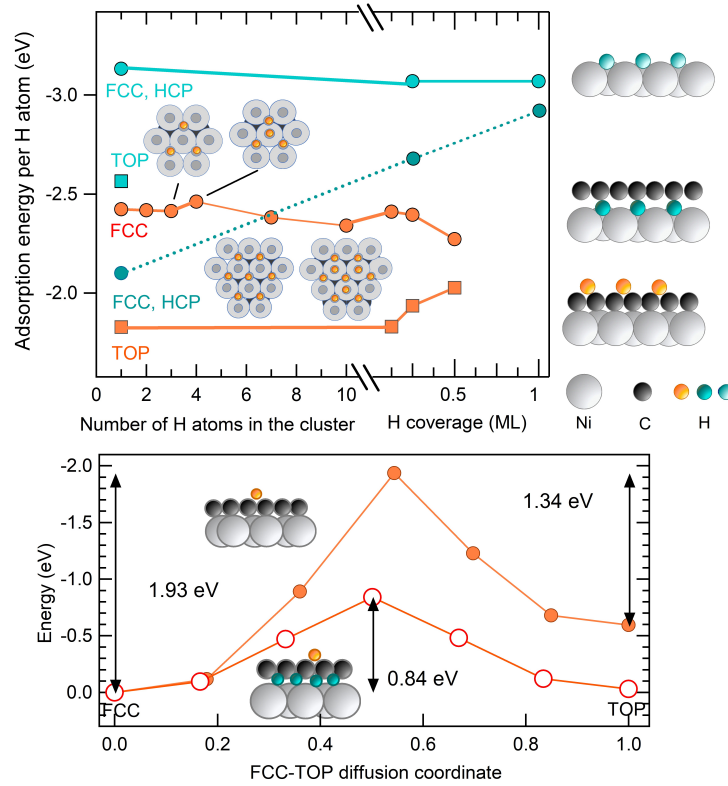 Adsorption energy per H atom (eV)
-3.0
-2.5
-2.0
FCC, HCP
TOP
FCC
FCC, HCP
TOP
0 2 4 6 8 10 0.5 1
Number of H atoms in the cluster H coverage (ML)
Ni C H
Energy (eV)
-2.0
-1.5
-1.0
-0.5
0.0
1.34 eV
1.93 eV
0.84 eV
FCC TOP
0.0 0.2 0.4 0.6 0.8 1.0
FCC-TOP diffusion coordinate